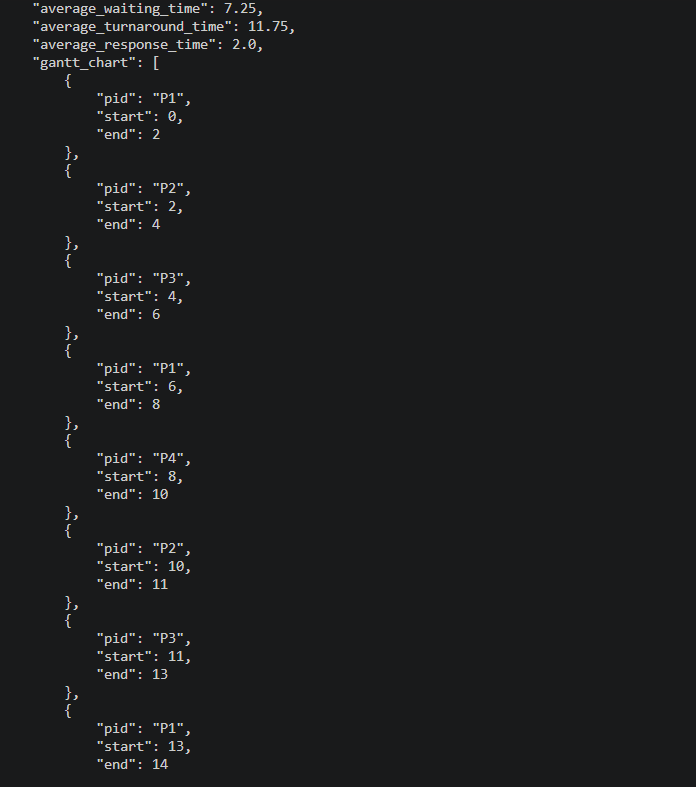 "average_waiting_time": 7.25,
"average_turnaround_time": 11.75,
"average_response_time": 2.0,
"gantt_chart": [
{
"pid": "P1",
"start": 0,
"end": 2
},
{
"pid": "P2",
"start": 2,
"end": 4
},
{
"pid": "P3",
"start": 4,
"end": 6
},
{
"pid": "P1",
"start": 6,
"end": 8
},
{
"pid": "P4",
"start": 8,
"end": 10
},
{
"pid": "P2",
"start": 10,
"end": 11
},
{
"pid": "P3",
"start": 11,
"end": 13
},
{
"pid": "P1",
"start": 13,
"end": 14